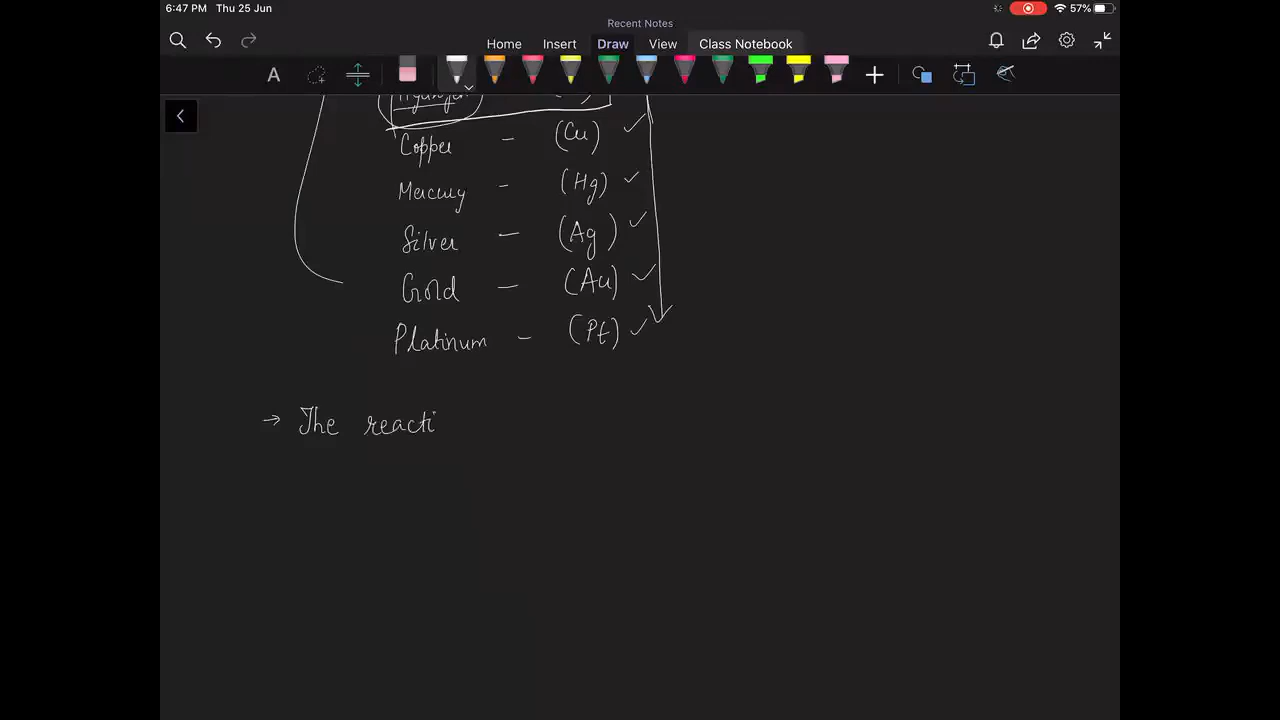 6:47 PM Thu 25 Jun 57%
Recent Notes
Home Insert Draw View Class Notebook
A
Hydrogen
Copper - (Cu)
Mercury - (Hg)
Silver - (Ag)
Gold - (Au)
Platinum - (Pt)
→ The reacti